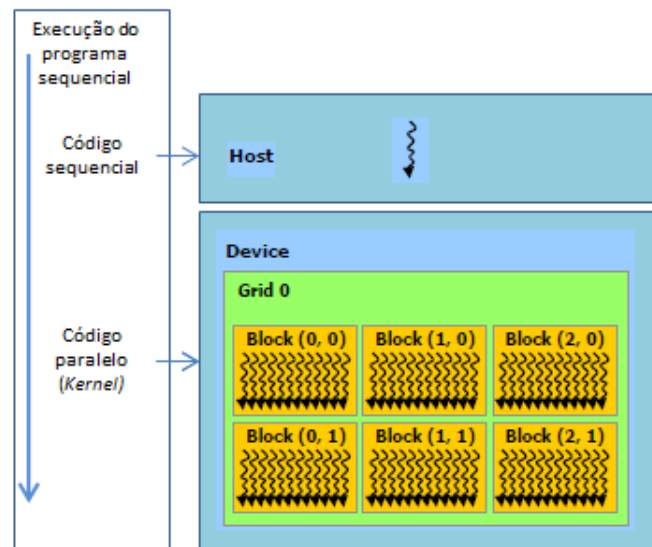 Execução do
programa
sequencial
Código
sequencial
Host
Device
Grid 0
Código
paralelo
(Kernel)
Block (0, 0) Block (1, 0) Block (2, 0)
Block (0, 1) Block (1, 1) Block (2, 1)